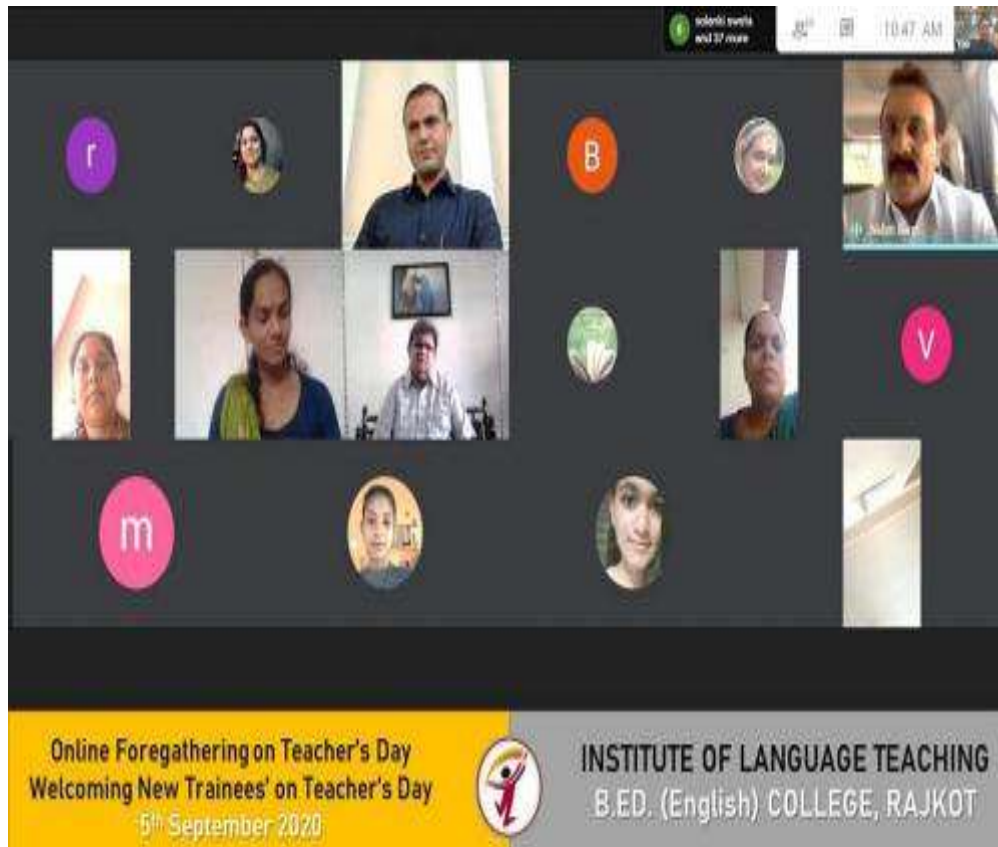 solanki sweta
and 37 more
10:47 AM
r
B
V
m
Online Foregathering on Teacher's Day
Welcoming New Trainees' on Teacher's Day
5th September 2020
INSTITUTE OF LANGUAGE TEACHING
B.ED. (English) COLLEGE, RAJKOT